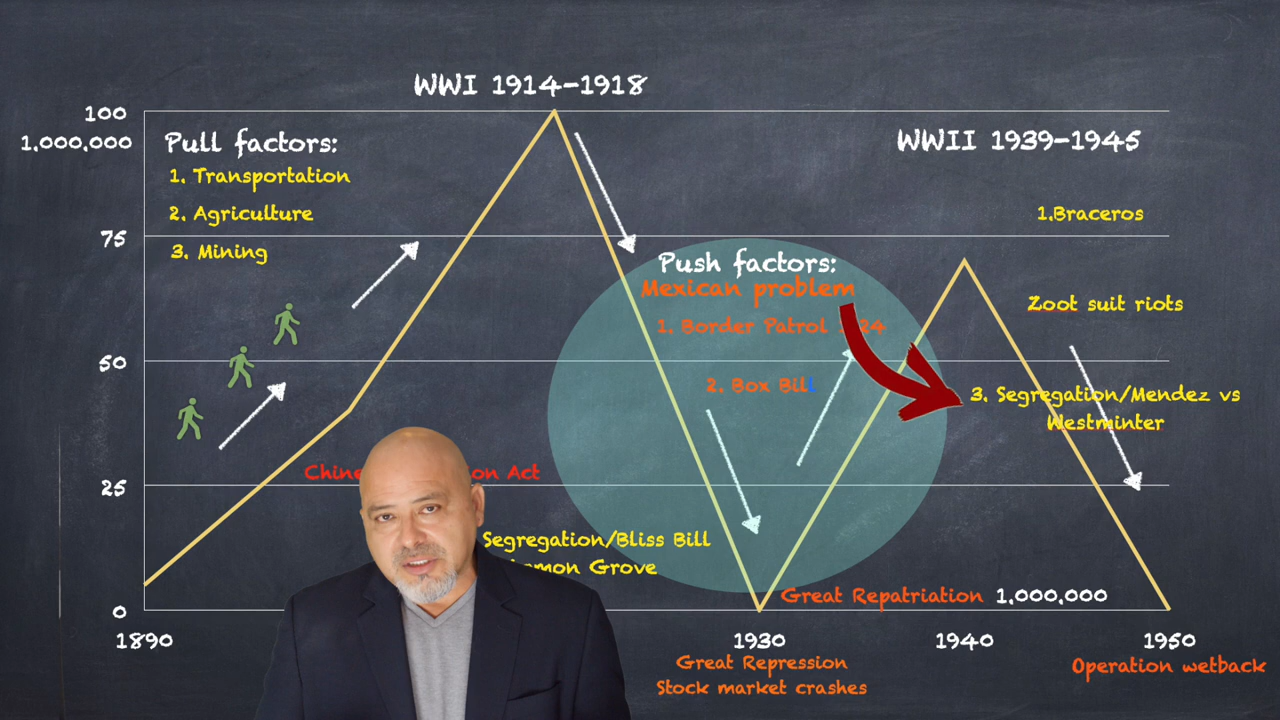 WWI 1914-1918
100
1,000,000
Pull factors:
1. Transportation
2. Agriculture
3. Mining
WWII 1939-1945
1.Braceros
75
Push factors:
Mexican problem
1. Border Patrol 24
Zoot suit riots
50
2. Box Bill
3. Segregation/Mendez vs
Westminter
on Act
25
Segregation/Bliss Bill
Grove
Great Repatriation 1,000,000
0
1890
1930
1940
1950
Great Repression
Stock market crashes
Operation wetback